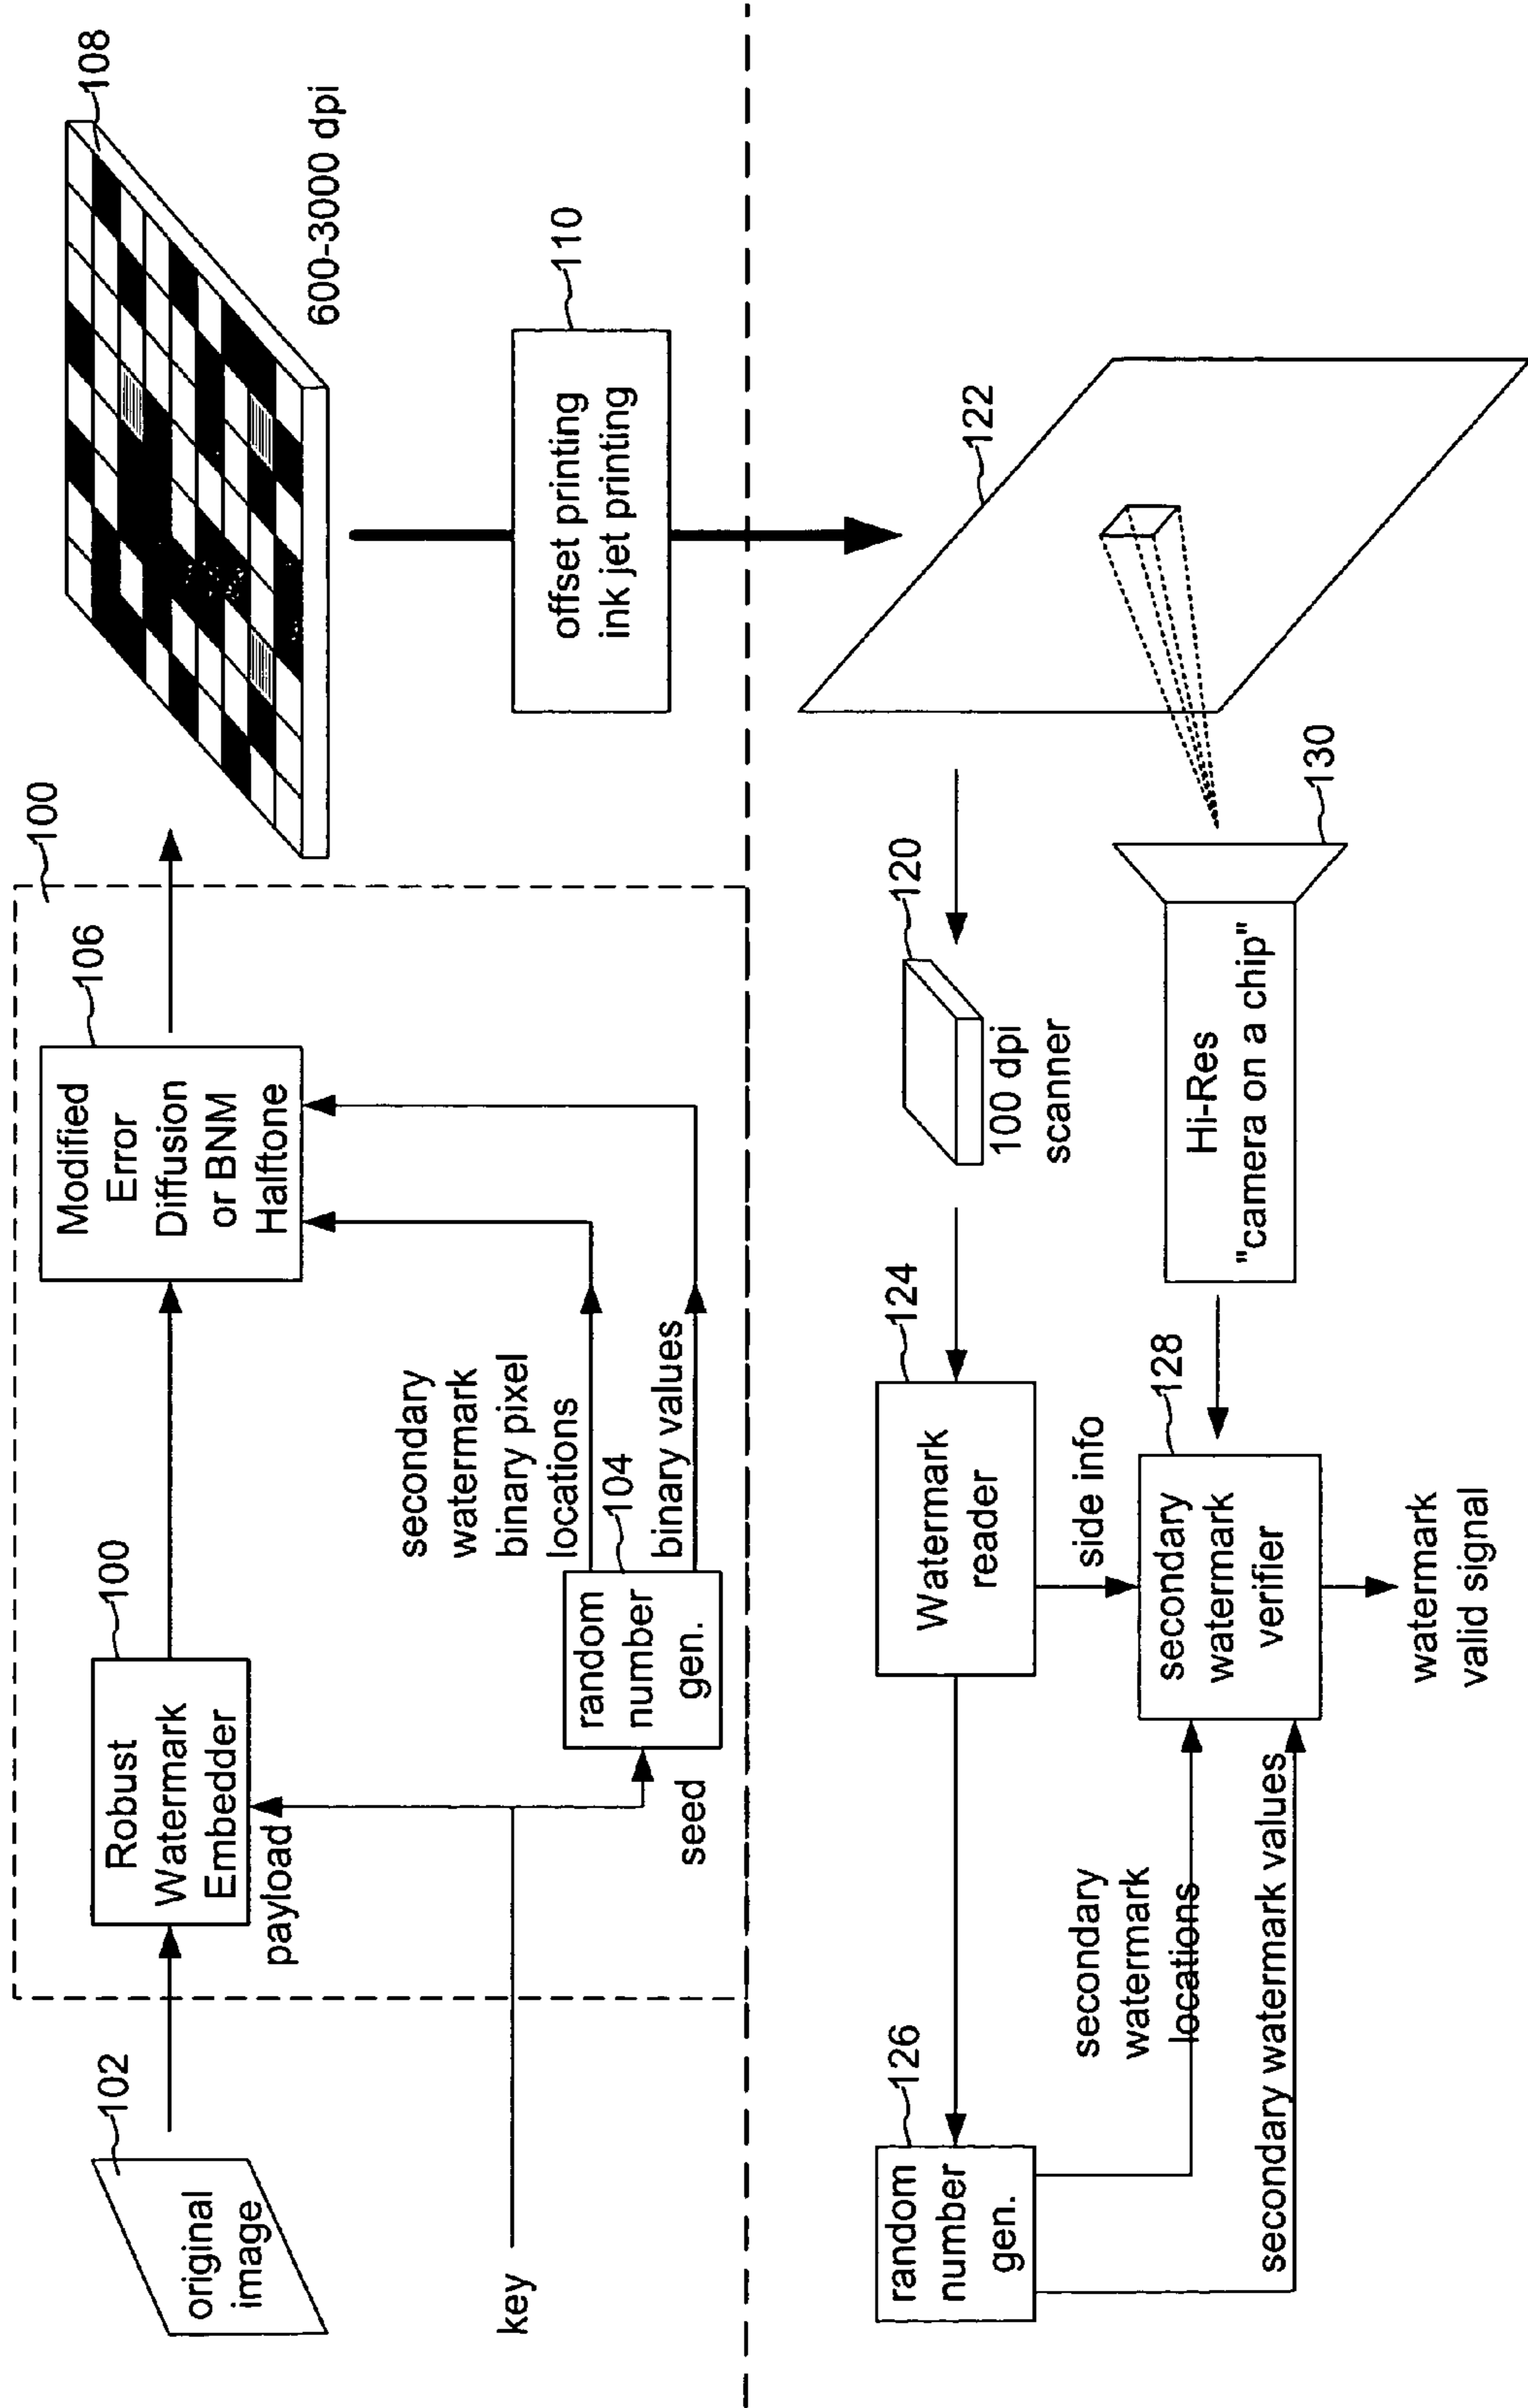 100
108
106
Modified
Error
Diffusion
or BNM
Halftone
600-3000 dpi
100
Robust
Watermark
Embedder
payload
102
original
image
key
seed
104
random
number
gen.
secondary
watermark
binary pixel
locations
binary values
110
offset printing
ink jet printing
122
120
100 dpi
scanner
130
Hi-Res
"camera on a chip"
124
Watermark
reader
side info
128
secondary
watermark
verifier
watermark
valid signal
126
random
number
gen.
secondary
watermark
locations
secondary watermark values